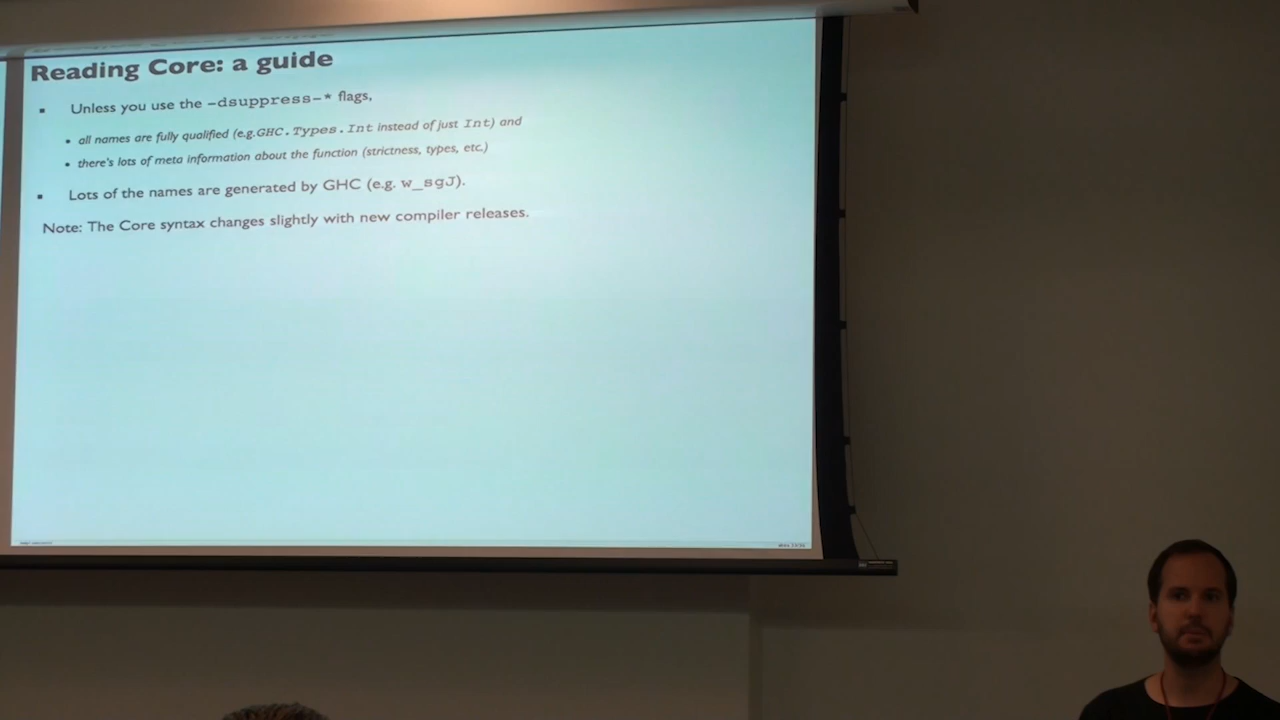 Reading Core: a guide
▪ Unless you use the -dsuppress-* flags,
• all names are fully qualified (e.g.GHC.Types.Int instead of just Int) and
• there's lots of meta information about the function (strictness, types, etc.)
▪ Lots of the names are generated by GHC (e.g. w_sgJ).
Note: The Core syntax changes slightly with new compiler releases.